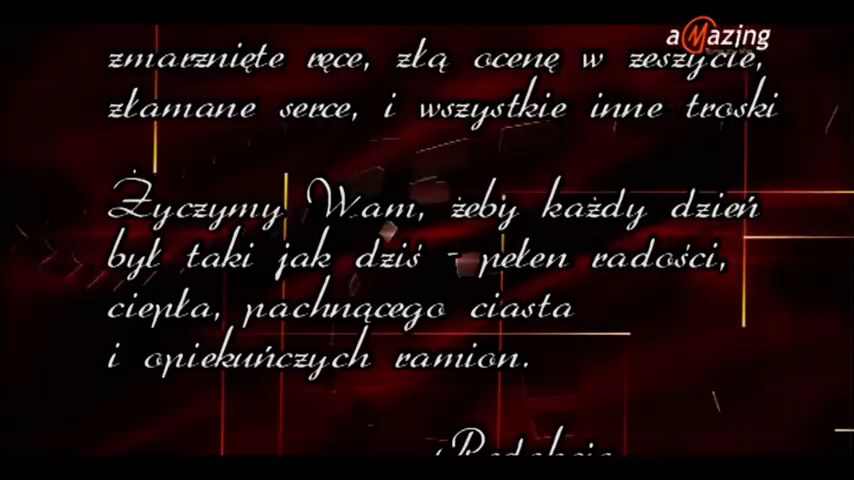 aMazing
zmarznięte ręce, złą ocenę w zeszycie,
złamane serce, i wszystkie inne troski
Życzymy Wam, żeby każdy dzień
był taki jak dziś - pełen radości,
ciepła, pachnącego ciasta
i opiekuńczych ramion.
Redakcja